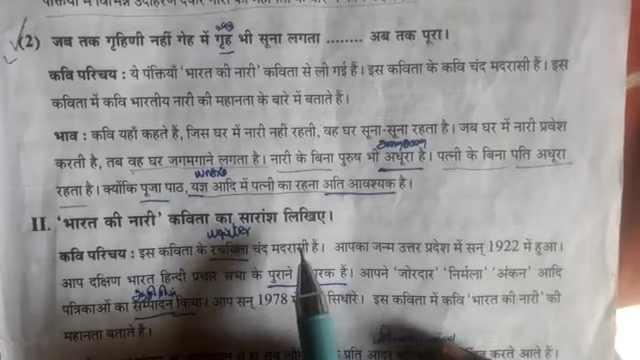 (2) जब तक गृहिणी नहीं गेह में गृह भी सूना लगता ........ अब तक पूरा।
कवि परिचय : ये पंक्तियाँ 'भारत की नारी' कविता से ली गई हैं। इस कविता के कवि चंद मदरासी हैं। इस
कविता में कवि भारतीय नारी की महानता के बारे में बताते हैं।
भाव : कवि यहाँ कहते हैं, जिस घर में नारी नहीं रहती, वह घर सूना-सूना रहता है। जब घर में नारी प्रवेश
करती है, तब वह घर जगमगाने लगता है। नारी के बिना पुरुष भी अधूरा है। पत्नी के बिना पति अधूरा
रहता है। क्योंकि पूजा पाठ, यज्ञ आदि में पत्नी का रहना अति आवश्यक है।
II. 'भारत की नारी' कविता का सारांश लिखिए।
writer
कवि परिचय : इस कविता के रचयिता चंद मदरासी हैं। आपका जन्म उत्तर प्रदेश में सन् 1922 में हुआ।
आप दक्षिण भारत हिन्दी प्रचार सभा के पुराने हैं। आपने 'जोरदार' 'निर्मला' 'अंकन' आदि
पत्रिकाओं का सम्पादन किया। आप सन् 1978 सिधारे। इस कविता में कवि 'भारत की नारी' की
महानता बताते हैं।
प्रति करते आते हैं।